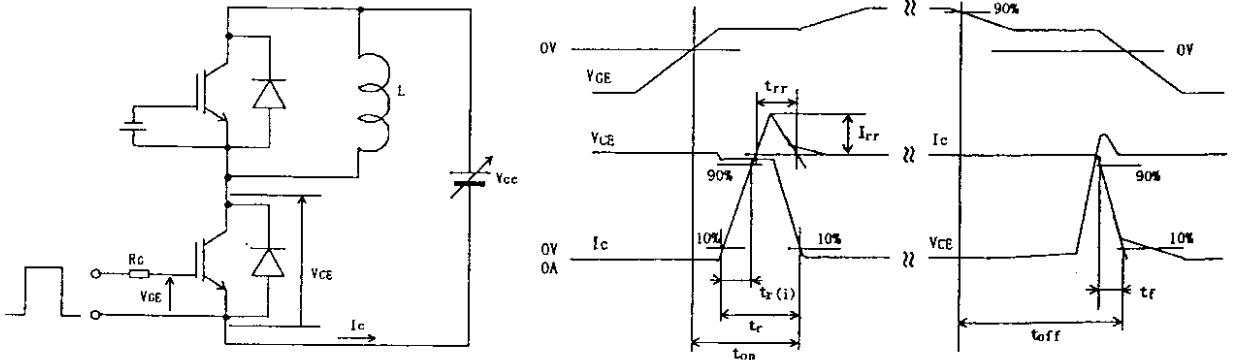 L
Vcc
RG
VGE
VCE
Ic
0V
VGE
VCE
Ic
0V
0A
trr
Irr
90%
10%
10%
tr(i)
tr
ton
90%
0V
Ic
90%
VCE
10%
tf
toff